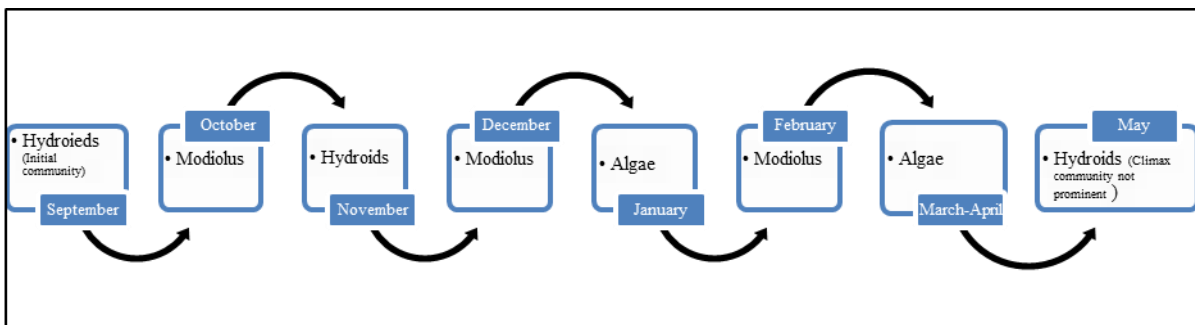 • Hydroieds
(Initial
community)
September
October
• Modiolus
• Hydroids
November
December
• Modiolus
• Algae
January
February
• Modiolus
• Algae
March-April
May
• Hydroids (Climax
community not
prominent )